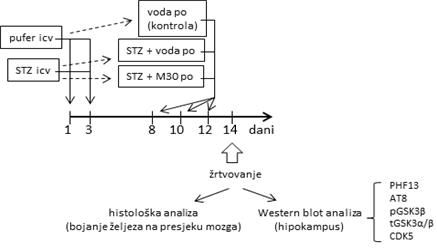 voda po
(kontrola)
pufer icv
STZ + voda po
STZ icv
STZ + M30 po
1 3 8 10 12 14 dani
žrtvovanje
histološka analiza
(bojanje željeza na presjeku mozga)
Western blot analiza
(hipokampus)
PHF13
AT8
pGSK3β
tGSK3α/β
CDK5